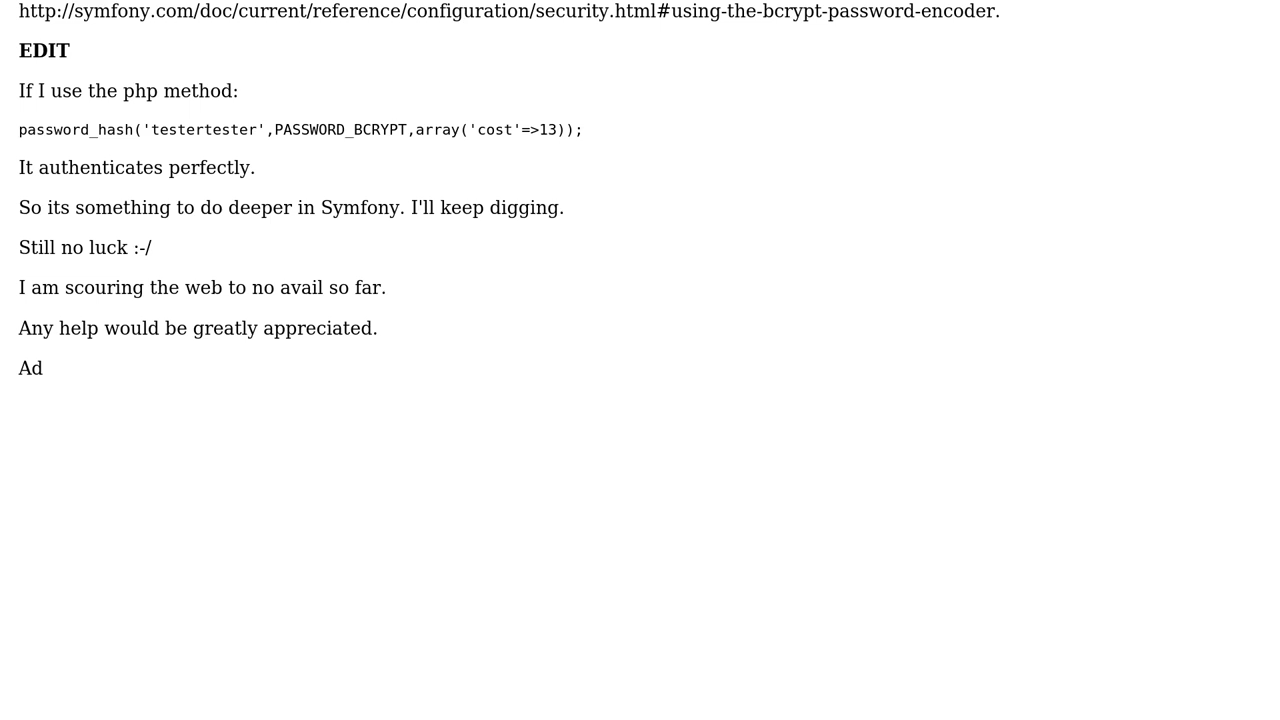 http://symfony.com/doc/current/reference/configuration/security.html#using-the-bcrypt-password-encoder.
EDIT
If I use the php method:
password_hash('testertester',PASSWORD_BCRYPT,array('cost'=>13));
It authenticates perfectly.
So its something to do deeper in Symfony. I'll keep digging.
Still no luck :-/
I am scouring the web to no avail so far.
Any help would be greatly appreciated.
Ad